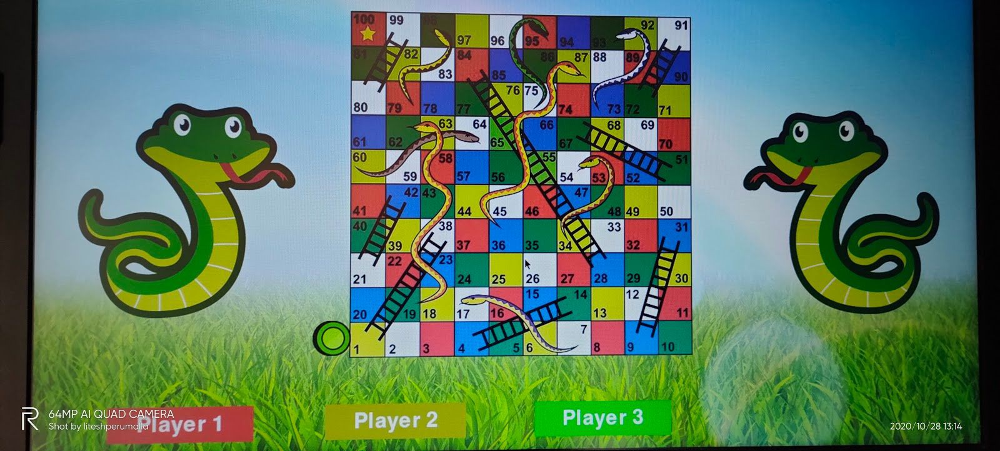 100 99 98 97 96 95 94 93 92 91
81 82 83 84 85 86 87 88 89 90
80 79 78 77 76 75 74 73 72 71
61 62 63 64 65 66 67 68 69 70
60 59 58 57 56 55 54 53 52 51
41 42 43 44 45 46 47 48 49 50
40 39 38 37 36 35 34 33 32 31
21 22 23 24 25 26 27 28 29 30
20 19 18 17 16 15 14 13 12 11
1 2 3 4 5 6 7 8 9 10
Player 1
Player 2
Player 3
64MP AI QUAD CAMERA
Shot by liteshperumalla
2020/10/28 13:14